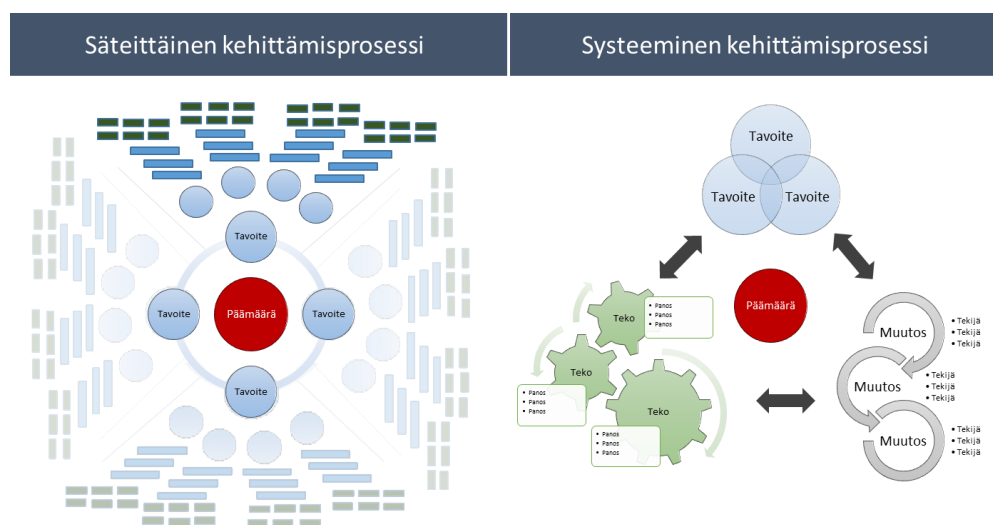 Säteittäinen kehittämisprosessi
Tavoite
Tavoite
Päämäärä
Tavoite
Tavoite
Systeeminen kehittämisprosessi
Tavoite
Tavoite
Tavoite
Päämäärä
Teko
• Panos
• Panos
• Panos
Teko
• Panos
• Panos
• Panos
Teko
• Panos
• Panos
• Panos
Muutos
• Tekijä
• Tekijä
• Tekijä
Muutos
• Tekijä
• Tekijä
• Tekijä
Muutos
• Tekijä
• Tekijä
• Tekijä